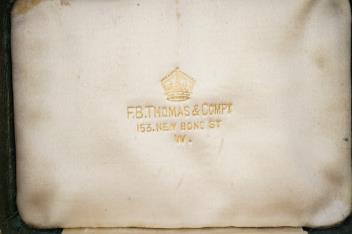 F.B. THOMAS & COMPY
153, NEW BOND ST
W.